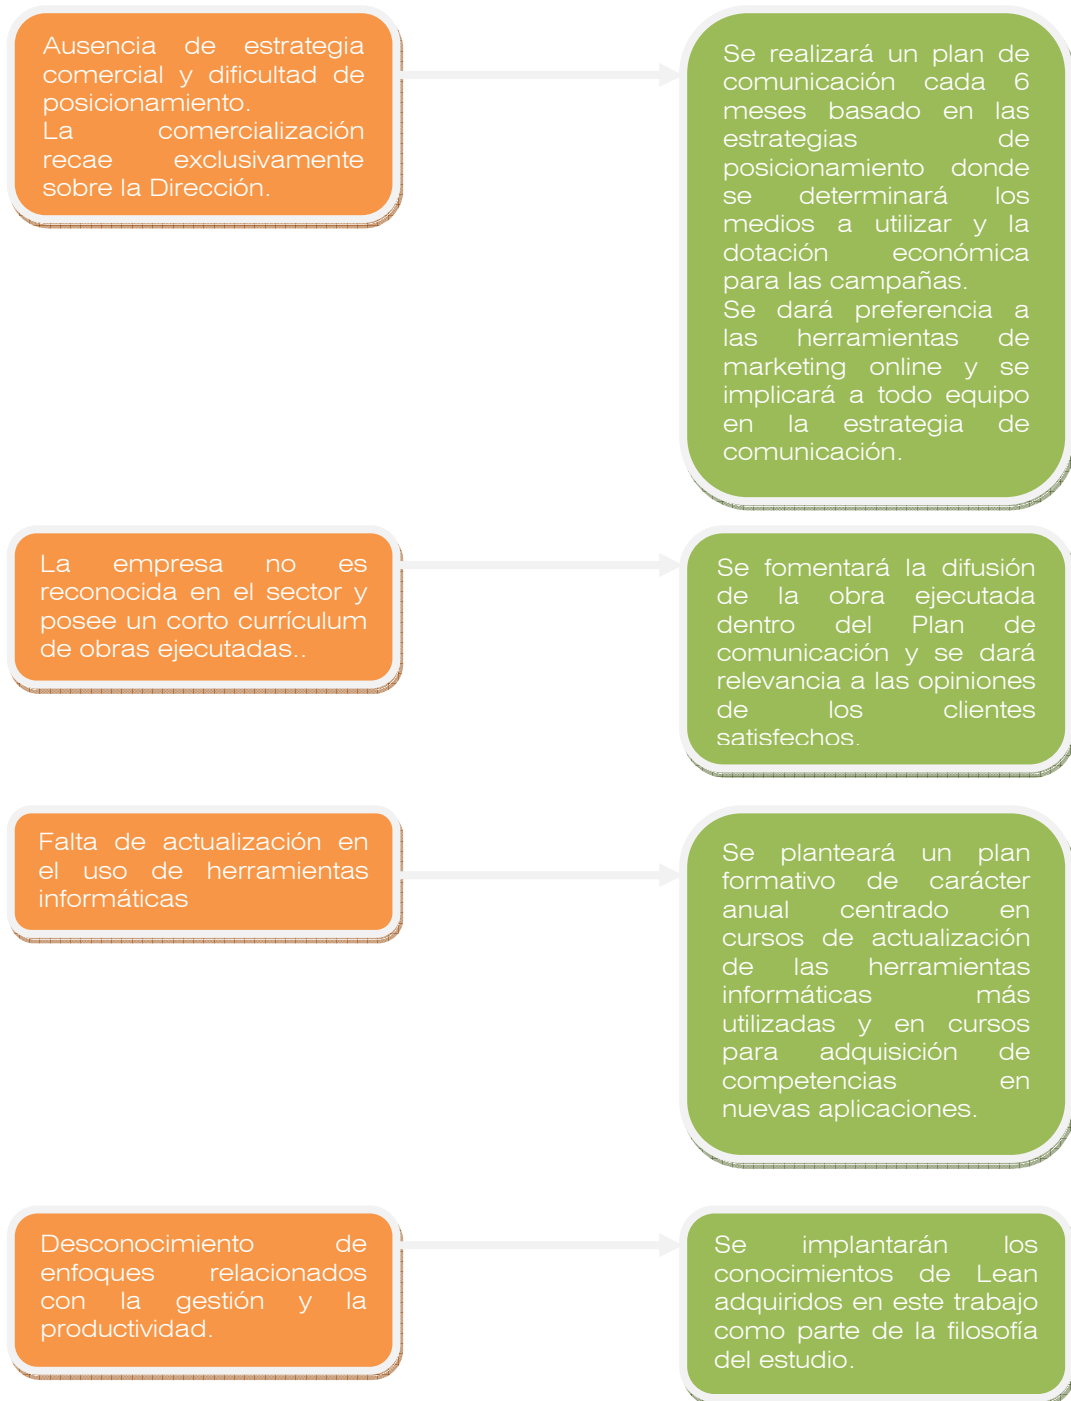 Ausencia de estrategia
comercial y dificultad de
posicionamiento.
La comercialización
recae exclusivamente
sobre la Dirección.
Se realizará un plan de
comunicación cada 6
meses basado en las
estrategias de
posicionamiento donde
se determinará los
medios a utilizar y la
dotación económica
para las campañas.
Se dará preferencia a
las herramientas de
marketing online y se
implicará a todo equipo
en la estrategia de
comunicación.
La empresa no es
reconocida en el sector y
posee un corto currículum
de obras ejecutadas..
Se fomentará la difusión
de la obra ejecutada
dentro del Plan de
comunicación y se dará
relevancia a las opiniones
de los clientes
satisfechos.
Falta de actualización en
el uso de herramientas
informáticas
Se planteará un plan
formativo de carácter
anual centrado en
cursos de actualización
de las herramientas
informáticas más
utilizadas y en cursos
para adquisición de
competencias en
nuevas aplicaciones.
Desconocimiento de
enfoques relacionados
con la gestión y la
productividad.
Se implantarán los
conocimientos de Lean
adquiridos en este trabajo
como parte de la filosofía
del estudio.